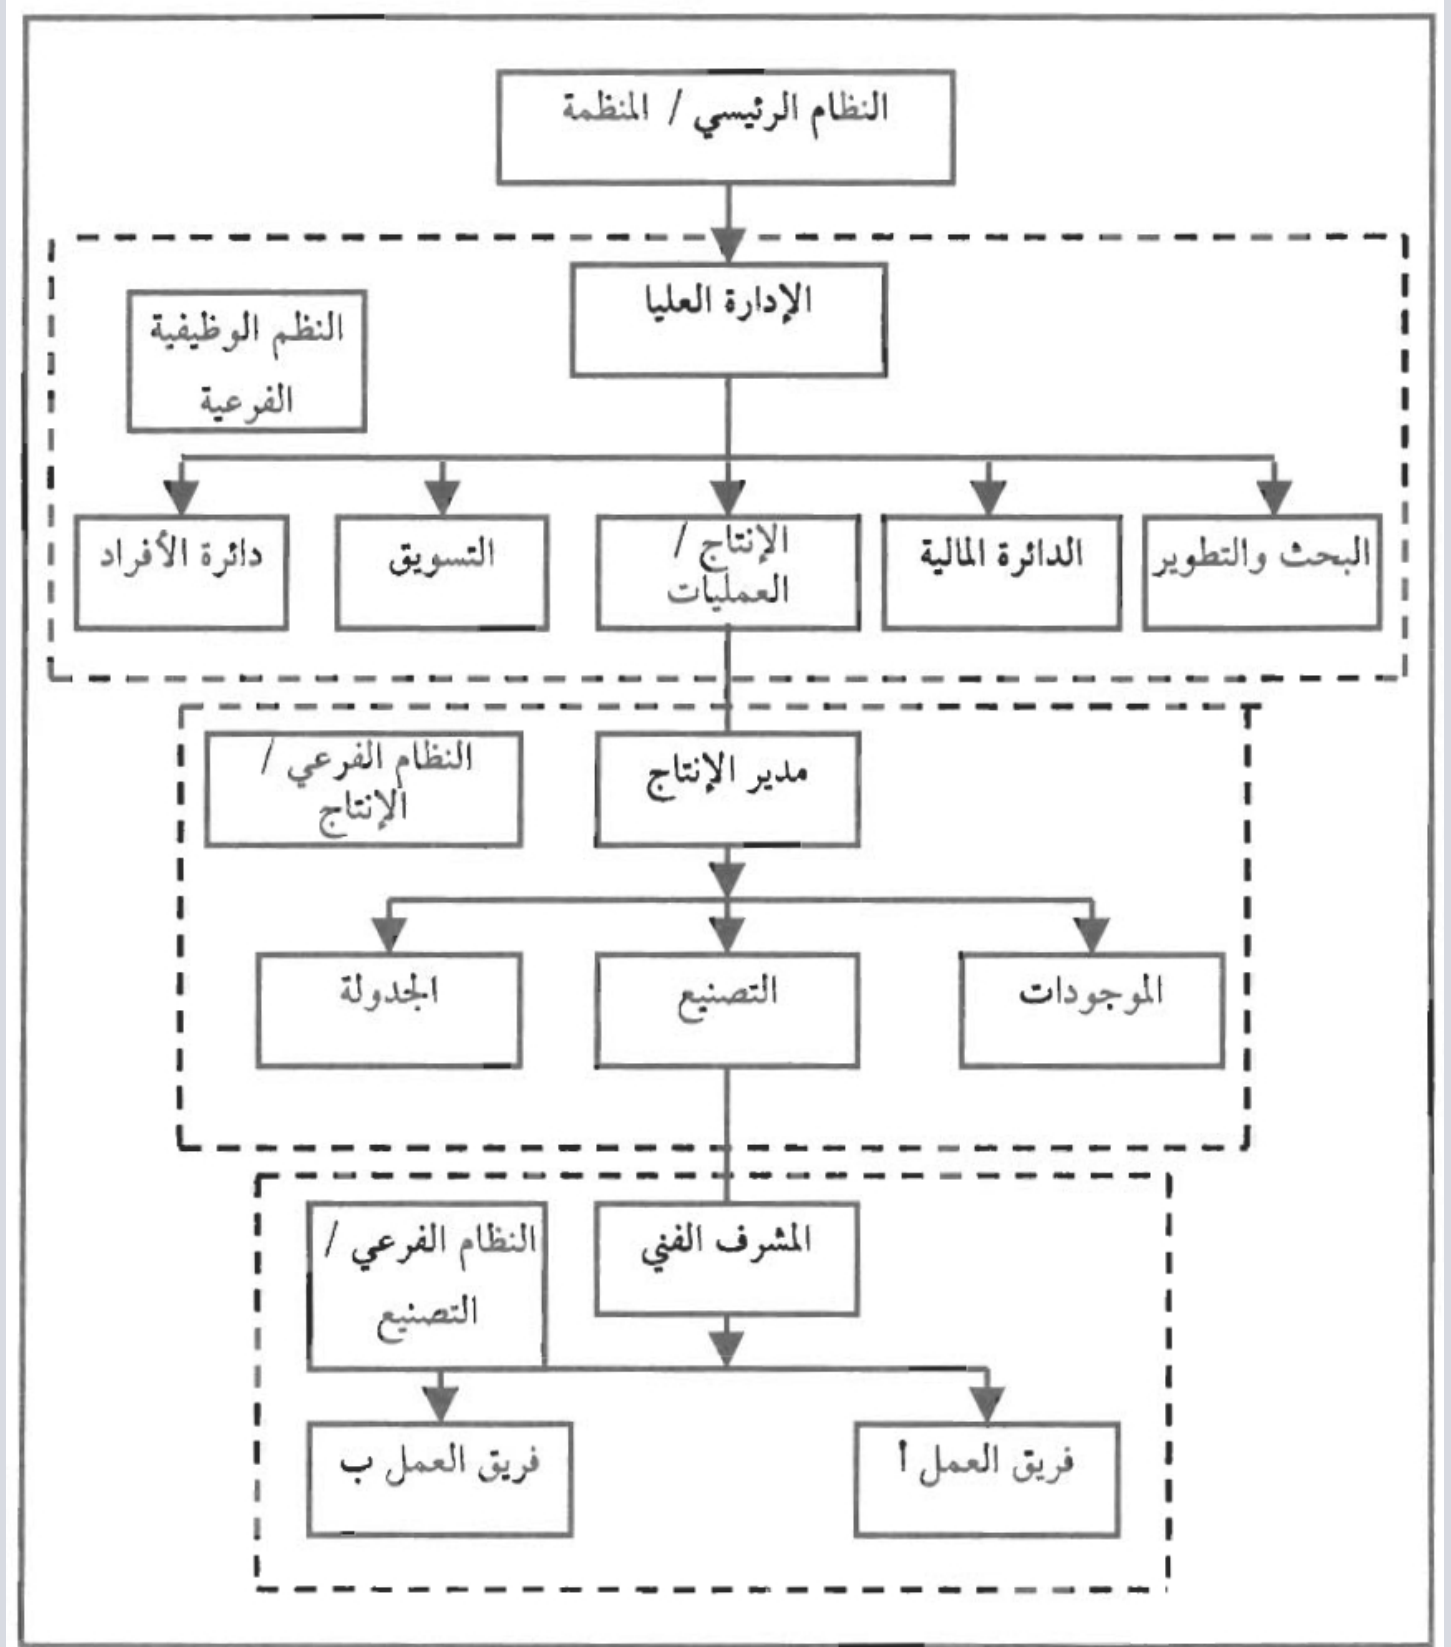 النظام الرئيسي / المنظمة
الإدارة العليا
النظم الوظيفية
الفرعية
البحث والتطوير
الدائرة المالية
الإنتاج /
العمليات
التسويق
دائرة الأفراد
مدير الإنتاج
النظام الفرعي /
الإنتاج
الموجودات
التصنيع
الجدولة
المشرف الفني
النظام الفرعي /
التصنيع
فريق العمل أ
فريق العمل ب